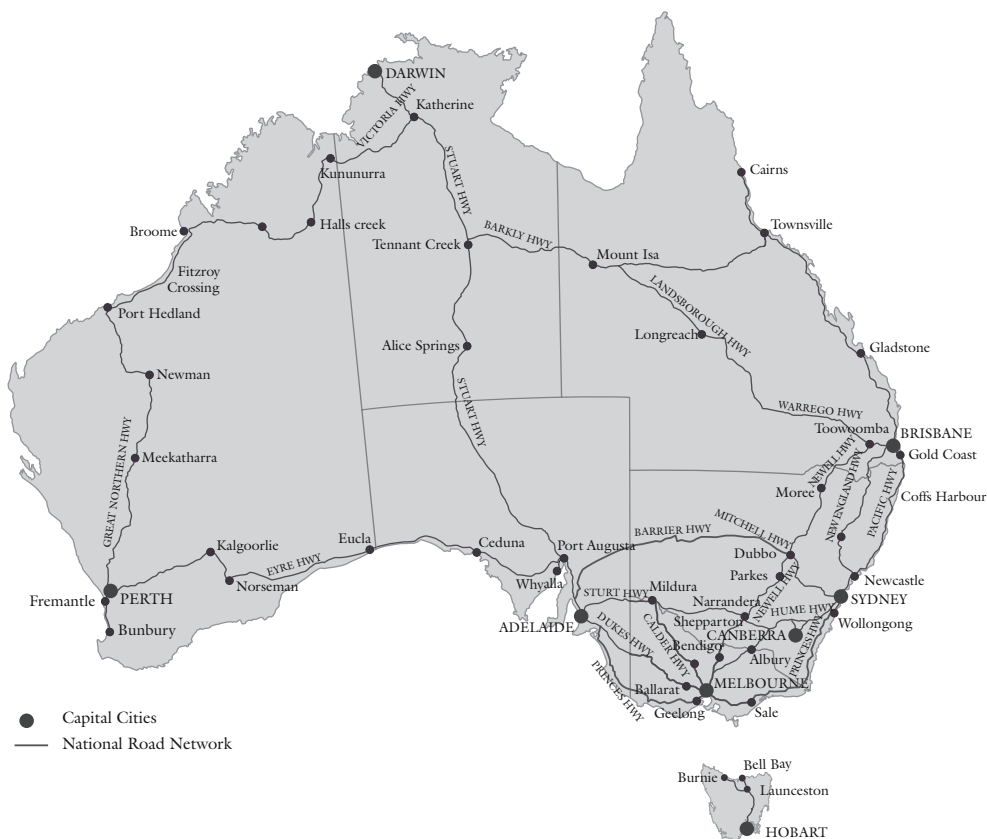 DARWIN
Katherine
VICTORIA HWY
Kununurra
STUART HWY
Cairns
Halls creek
Broome
Townsville
Tennant Creek
BARKLY HWY
Mount Isa
Fitzroy
Crossing
LANDSBOROUGH HWY
Port Hedland
Longreach
Alice Springs
Gladstone
Newman
STUART HWY
WARREGO HWY
Toowoomba
BRISBANE
Gold Coast
Meekatharra
GREAT NORTHERN HWY
NEWELL HWY
NEW ENGLAND HWY
PACIFIC HWY
Moree
Coffs Harbour
MITCHELL HWY
BARRIER HWY
Kalgoorlie
Eucla
Ceduna
Port Augusta
Dubbo
EYRE HWY
Norseman
Whyalla
Parkes
Newcastle
Fremantle
PERTH
STURT HWY
Mildura
Narrandera
NEWELL HWY
HUME HWY
SYDNEY
Bunbury
ADELAIDE
DUKES HWY
CALDER HWY
Shepparton
CANBERRA
PRINCES HWY
Wollongong
Bendigo
Albury
PRINCES HWY
Ballarat
MELBOURNE
Geelong
Sale
Capital Cities
National Road Network
Burnie
Bell Bay
Launceston
HOBART